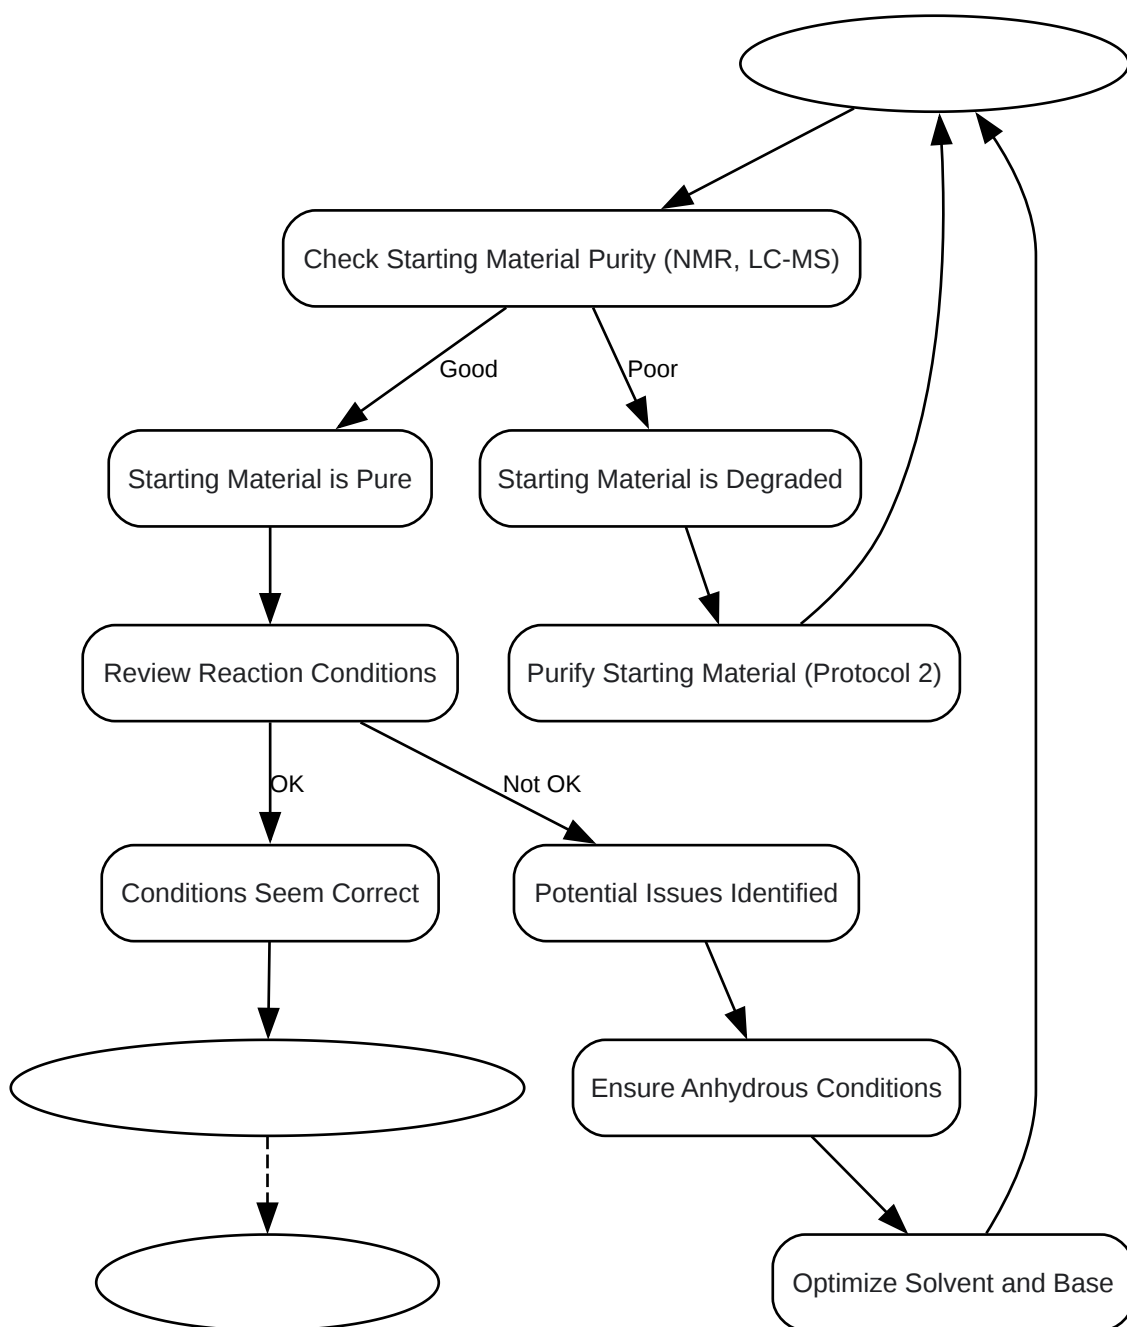 Check Starting Material Purity (NMR, LC-MS)
Good
Poor
Starting Material is Pure
Starting Material is Degraded
Review Reaction Conditions
Purify Starting Material (Protocol 2)
OK
Not OK
Conditions Seem Correct
Potential Issues Identified
Ensure Anhydrous Conditions
Optimize Solvent and Base